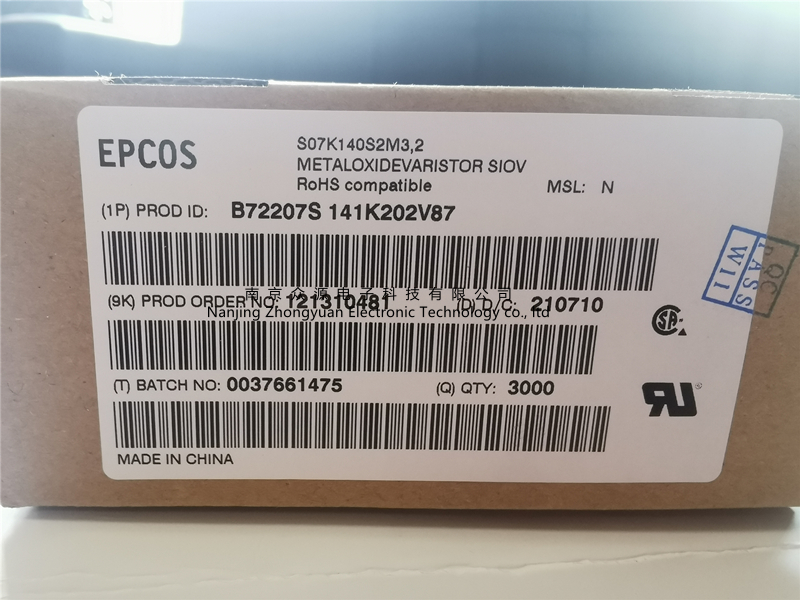 EPCOS
S07K140S2M3,2
METALOXIDEVARISTOR SIOV
RoHS compatible
MSL: N
(1P) PROD ID: B72207S 141K202V87
南京众源电子科技有限公司
(9K) PROD ORDER NO: 121310481 (D) D/C: 210710
Nanjing Zhongyuan Electronic Technology Co., ltd
(T) BATCH NO: 0037661475 (Q) QTY: 3000
MADE IN CHINA
QC
PASS
W11
SA